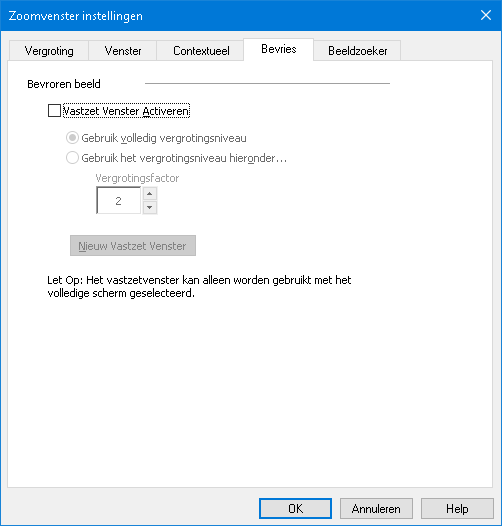 Zoomvenster instellingen
Vergroting
Venster
Contextueel
Bevries
Beeldzoeker
Bevroren beeld
Vastzet Venster Activeren
Gebruik volledig vergrotingsniveau
Gebruik het vergrotingsniveau hieronder...
Vergrotingsfactor
2
Nieuw Vastzet Venster
Let Op: Het vastzetvenster kan alleen worden gebruikt met het
volledige scherm geselecteerd.
OK
Annuleren
Help